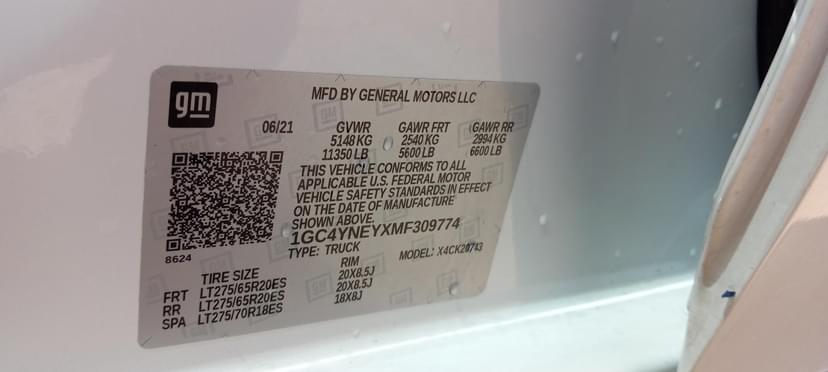 gm
MFD BY GENERAL MOTORS LLC
06/21 GVWR GAWR FRT GAWR RR
5148 KG 2540 KG 2994 KG
11350 LB 5600 LB 6600 LB
THIS VEHICLE CONFORMS TO ALL
APPLICABLE U.S. FEDERAL MOTOR
VEHICLE SAFETY STANDARDS IN EFFECT
ON THE DATE OF MANUFACTURE
SHOWN ABOVE.
1GC4YNEYXMF309774
8624 TYPE: TRUCK MODEL: X4CK20743
TIRE SIZE RIM
FRT LT275/65R20ES 20X8.5J
RR LT275/65R20ES 20X8.5J
SPA LT275/70R18ES 18X8J